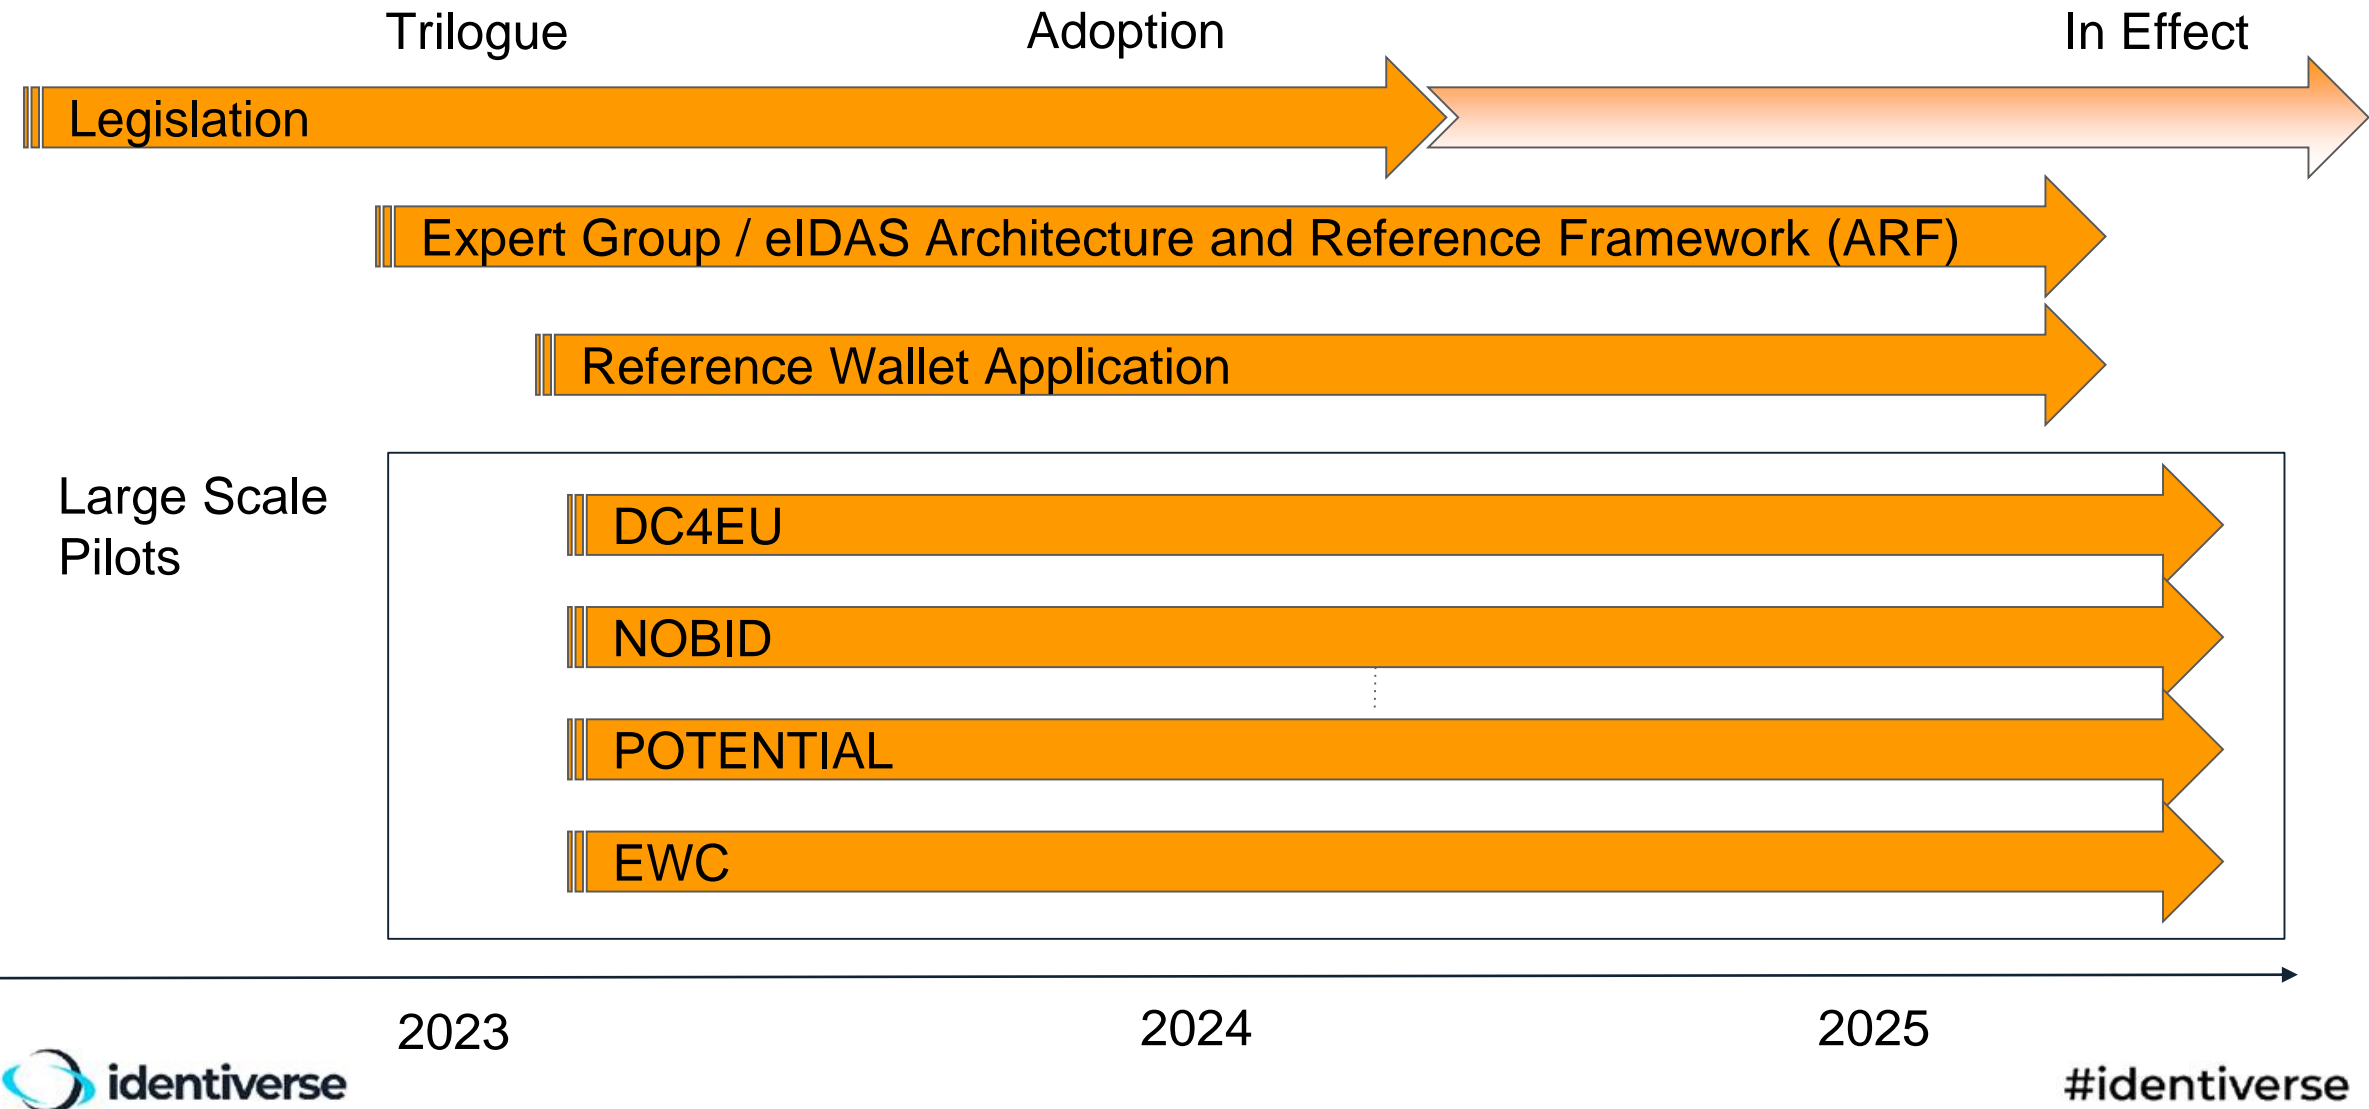 Trilogue
Adoption
In Effect
Legislation
Expert Group / eIDAS Architecture and Reference Framework (ARF)
Reference Wallet Application
Large Scale
Pilots
DC4EU
NOBID
POTENTIAL
EWC
2023
2024
2025
identiverse
#identiverse